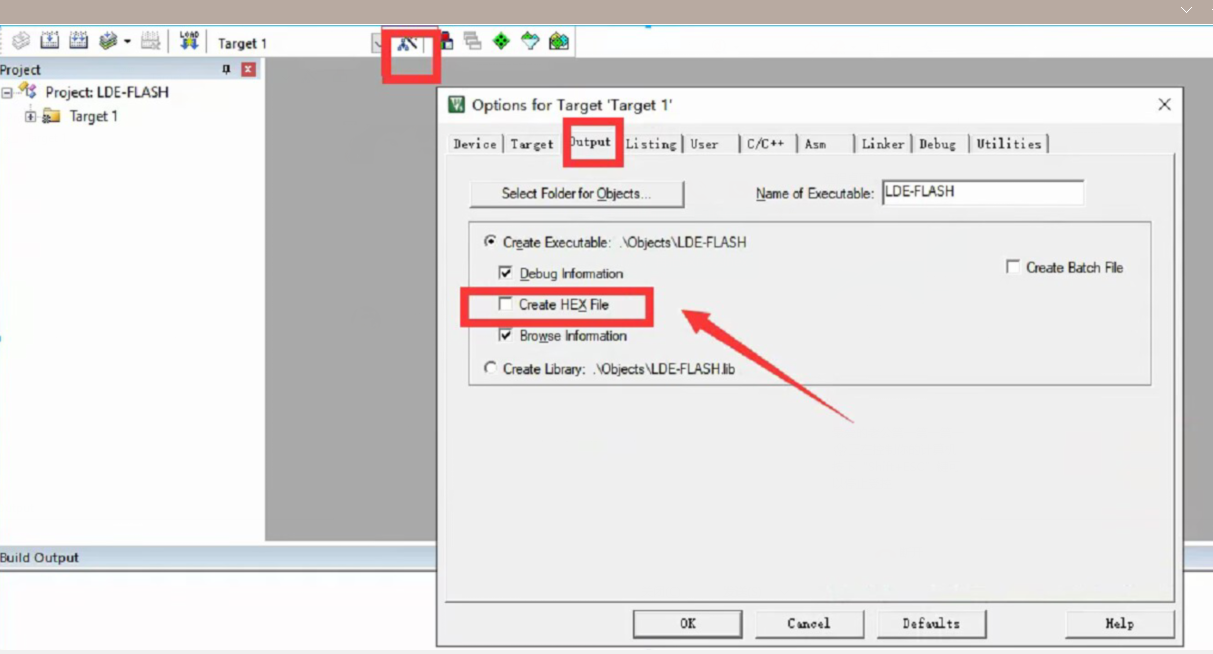 LOAD
Target 1
Project
Project: LDE-FLASH
Target 1
Options for Target 'Target 1'
Device Target Output Listing User C/C++ Asm Linker Debug Utilities
Select Folder for Objects...
Name of Executable: LDE-FLASH
Create Executable: .\Objects\LDE-FLASH
Debug Information
Create Batch File
Create HEX File
Browse Information
Create Library: .\Objects\LDE-FLASH.lib
Build Output
OK Cancel Defaults Help